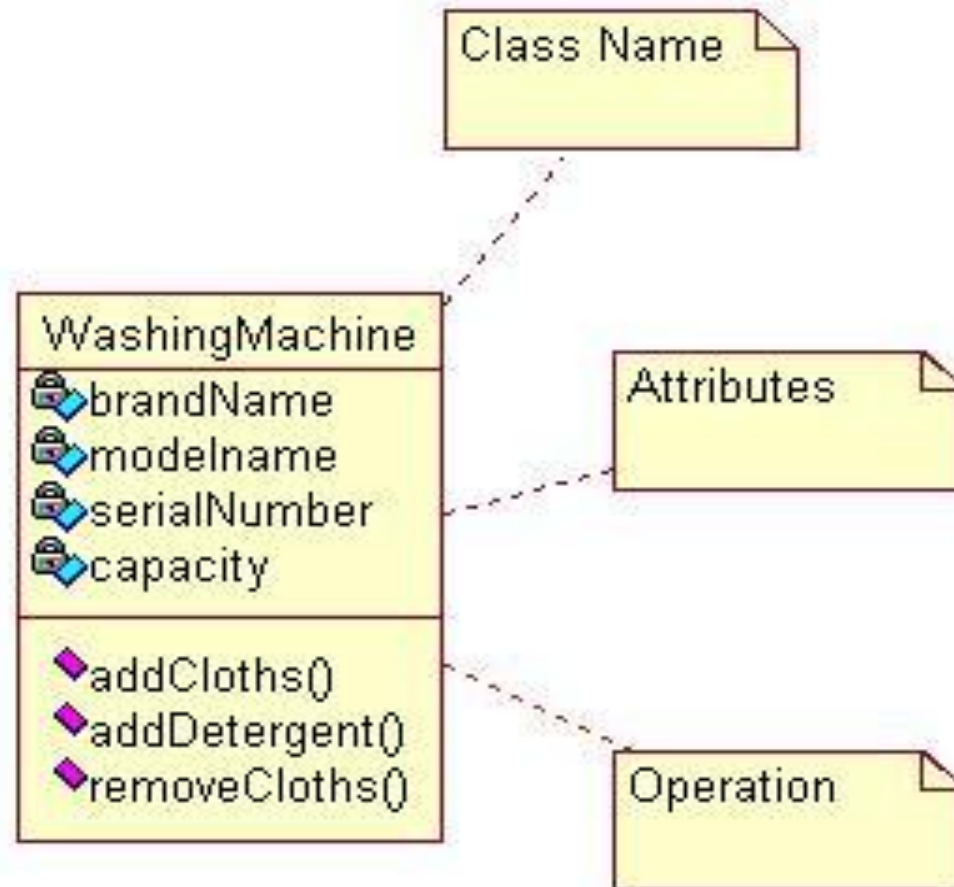 Class Name
WashingMachine
brandName
modelname
serialNumber
capacity
addCloths()
addDetergent()
removeCloths()
Attributes
Operation